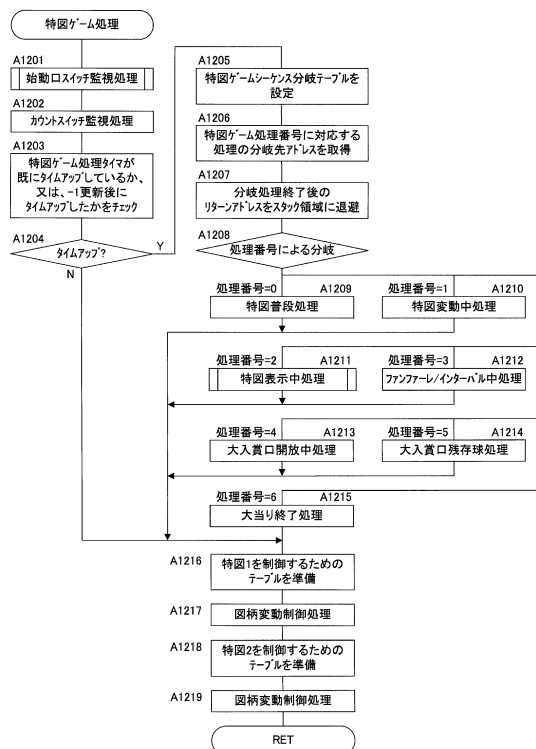 特図ゲーム処理
A1201
始動口スイッチ監視処理
A1202
カウントスイッチ監視処理
A1203
特図ゲーム処理タイマが
既にタイムアップしているか、
又は、-1更新後に
タイムアップしたかをチェック
A1204
タイムアップ?
Y
N
A1205
特図ゲームシーケンス分岐テーブルを
設定
A1206
特図ゲーム処理番号に対応する
処理の分岐先アドレスを取得
A1207
分岐処理終了後の
リターンアドレスをスタック領域に退避
A1208
処理番号による分岐
処理番号=0 A1209
特図普段処理
処理番号=1 A1210
特図変動中処理
処理番号=2 A1211
特図表示中処理
処理番号=3 A1212
ファンファーレ/インターバル中処理
処理番号=4 A1213
大入賞口開放中処理
処理番号=5 A1214
大入賞口残存球処理
処理番号=6 A1215
大当り終了処理
A1216
特図1を制御するための
テーブルを準備
A1217
図柄変動制御処理
A1218
特図2を制御するための
テーブルを準備
A1219
図柄変動制御処理
RET